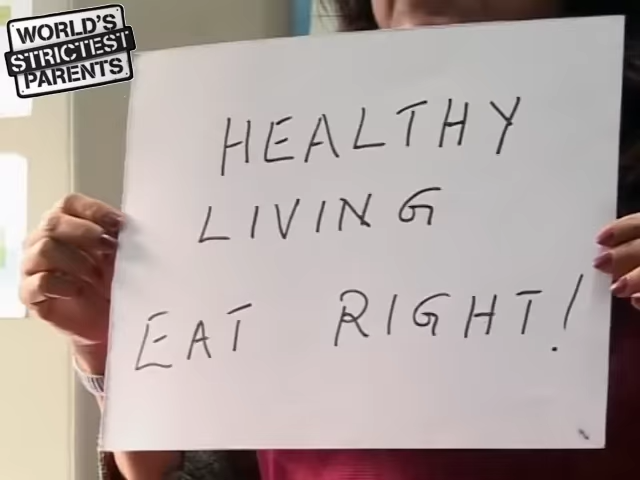 WORLD'S
STRICTEST
PARENTS
HEALTHY
LIVING
EAT RIGHT!